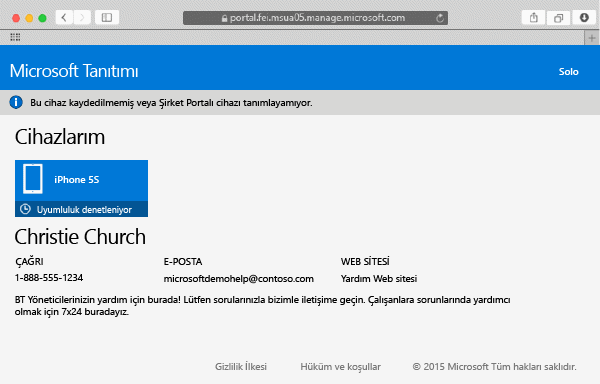 portal.fei.msua05.manage.microsoft.com
Microsoft Tanıtımı
Solo
Bu cihaz kaydedilmemiş veya Şirket Portalı cihazı tanımlayamıyor.
Cihazlarım
iPhone 5S
Uyumluluk denetleniyor
Christie Church
ÇAĞRI E-POSTA WEB SİTESİ
1-888-555-1234 microsoftdemohelp@contoso.com Yardım Web sitesi
BT Yöneticilerinizin yardım için burada! Lütfen sorularınızla bizimle iletişime geçin. Çalışanlara sorunlarında yardımcı
olmak için 7x24 buradayız.
Gizlilik İlkesi Hüküm ve koşullar © 2015 Microsoft Tüm hakları saklıdır.